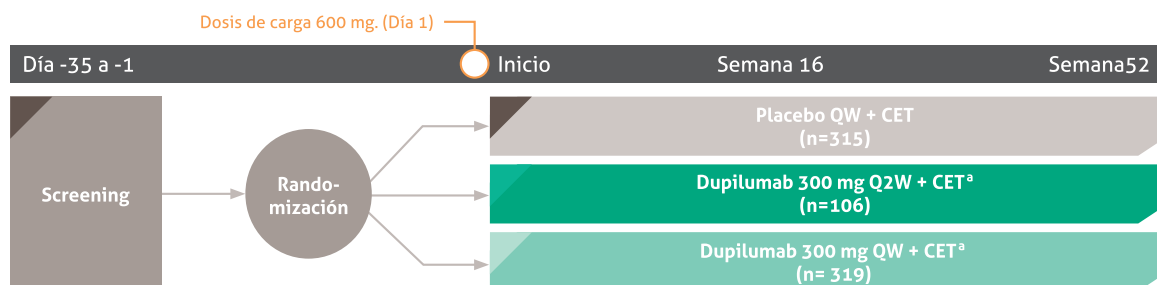 Dosis de carga 600 mg. (Día 1)
Día -35 a -1
Inicio
Semana 16
Semana52
Screening
Rando-
mización
Placebo QW + CET
(n=315)
Dupilumab 300 mg Q2W + CETª
(n=106)
Dupilumab 300 mg QW + CETª
(n= 319)